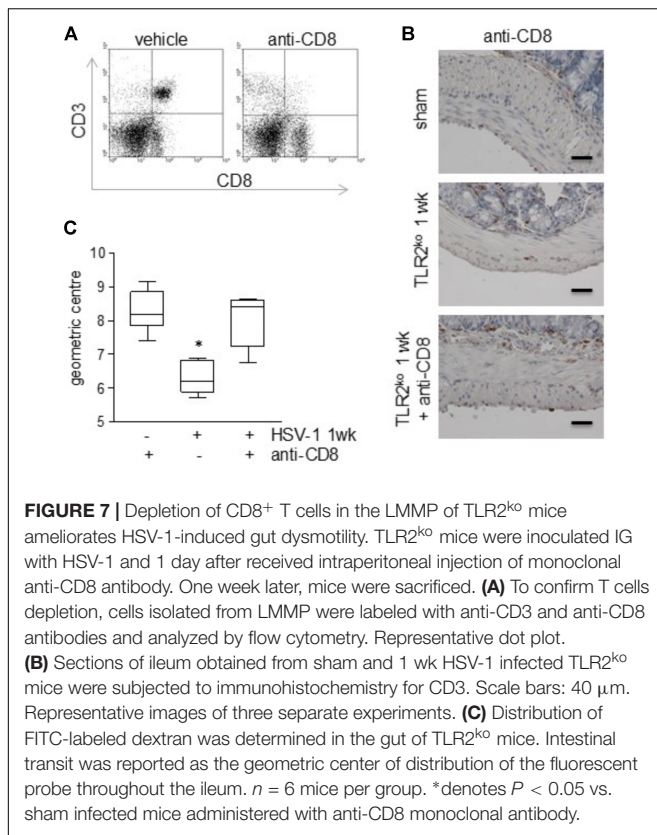 A
vehicle
anti-CD8
CD3
CD8
B
anti-CD8
sham
TLR2ko 1 wk
TLR2ko 1 wk
+ anti-CD8
C
geometric centre
10
9
8
7
6
5
*
- + + HSV-1 1wk
+ - + anti-CD8
FIGURE 7 | Depletion of CD8+ T cells in the LMMP of TLR2ko mice
ameliorates HSV-1-induced gut dysmotility. TLR2ko mice were inoculated IG
with HSV-1 and 1 day after received intraperitoneal injection of monoclonal
anti-CD8 antibody. One week later, mice were sacrificed. (A) To confirm T cells
depletion, cells isolated from LMMP were labeled with anti-CD3 and anti-CD8
antibodies and analyzed by flow cytometry. Representative dot plot.
(B) Sections of ileum obtained from sham and 1 wk HSV-1 infected TLR2ko
mice were subjected to immunohistochemistry for CD3. Scale bars: 40 μm.
Representative images of three separate experiments. (C) Distribution of
FITC-labeled dextran was determined in the gut of TLR2ko mice. Intestinal
transit was reported as the geometric center of distribution of the fluorescent
probe throughout the ileum. n = 6 mice per group. *denotes P < 0.05 vs.
sham infected mice administered with anti-CD8 monoclonal antibody.